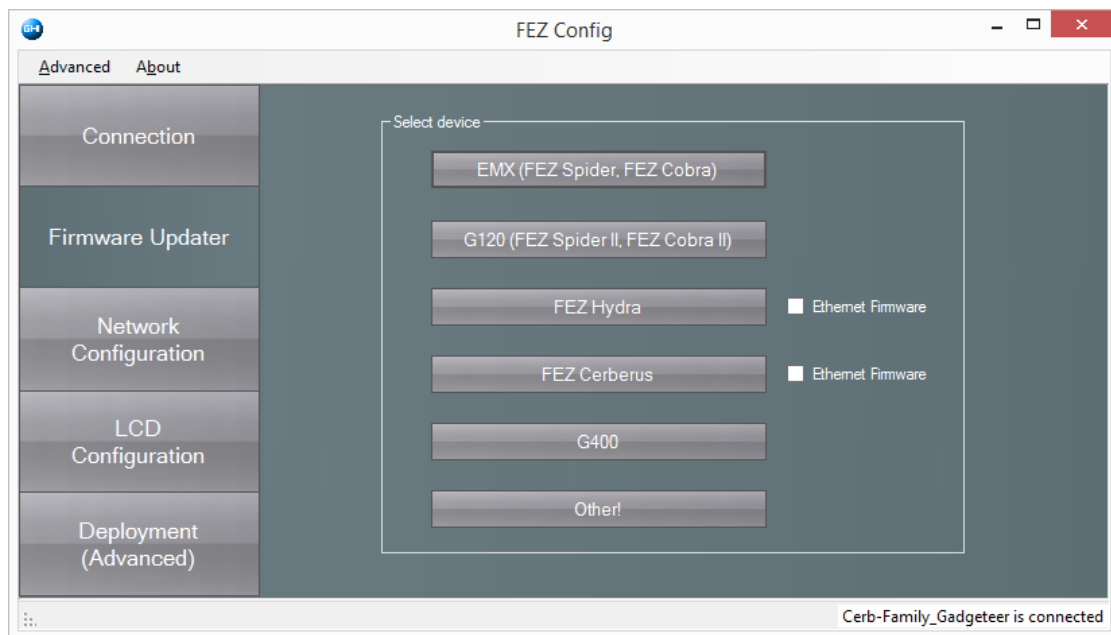 GHI
FEZ Config
Advanced About
Connection
Firmware Updater
Network
Configuration
LCD
Configuration
Deployment
(Advanced)
Select device
EMX (FEZ Spider, FEZ Cobra)
G120 (FEZ Spider II, FEZ Cobra II)
FEZ Hydra
Ethernet Firmware
FEZ Cerberus
Ethernet Firmware
G400
Other!
Cerb-Family_Gadgeteer is connected